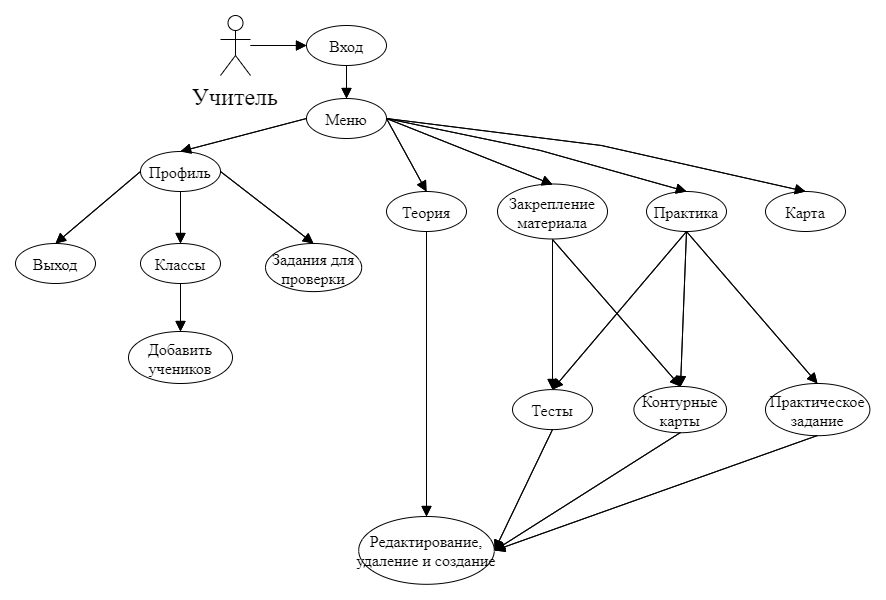 Вход
Учитель
Меню
Профиль
Теория
Закрепление
материала
Практика
Карта
Выход
Классы
Задания для
проверки
Добавить
учеников
Тесты
Контурные
карты
Практическое
задание
Редактирование,
удаление и создание